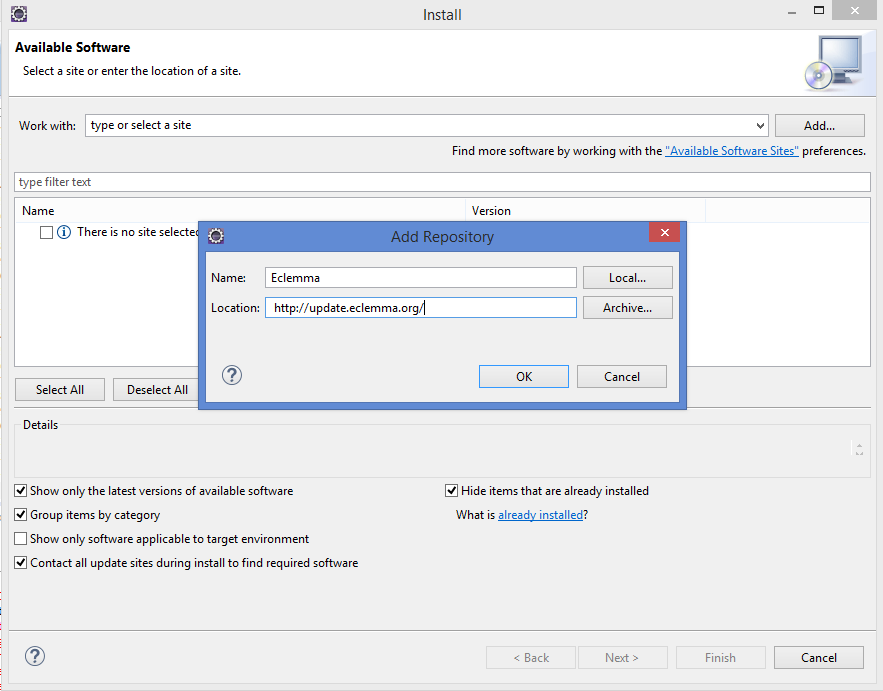 Install
Available Software
Select a site or enter the location of a site.
Work with: type or select a site Add...
Find more software by working with the "Available Software Sites" preferences.
type filter text
Name Version
There is no site selected
Add Repository
Name: Eclemma Local...
Location: http://update.eclemma.org/ Archive...
? OK Cancel
Select All Deselect All
Details
Show only the latest versions of available software Hide items that are already installed
Group items by category What is already installed?
Show only software applicable to target environment
Contact all update sites during install to find required software
? < Back Next > Finish Cancel